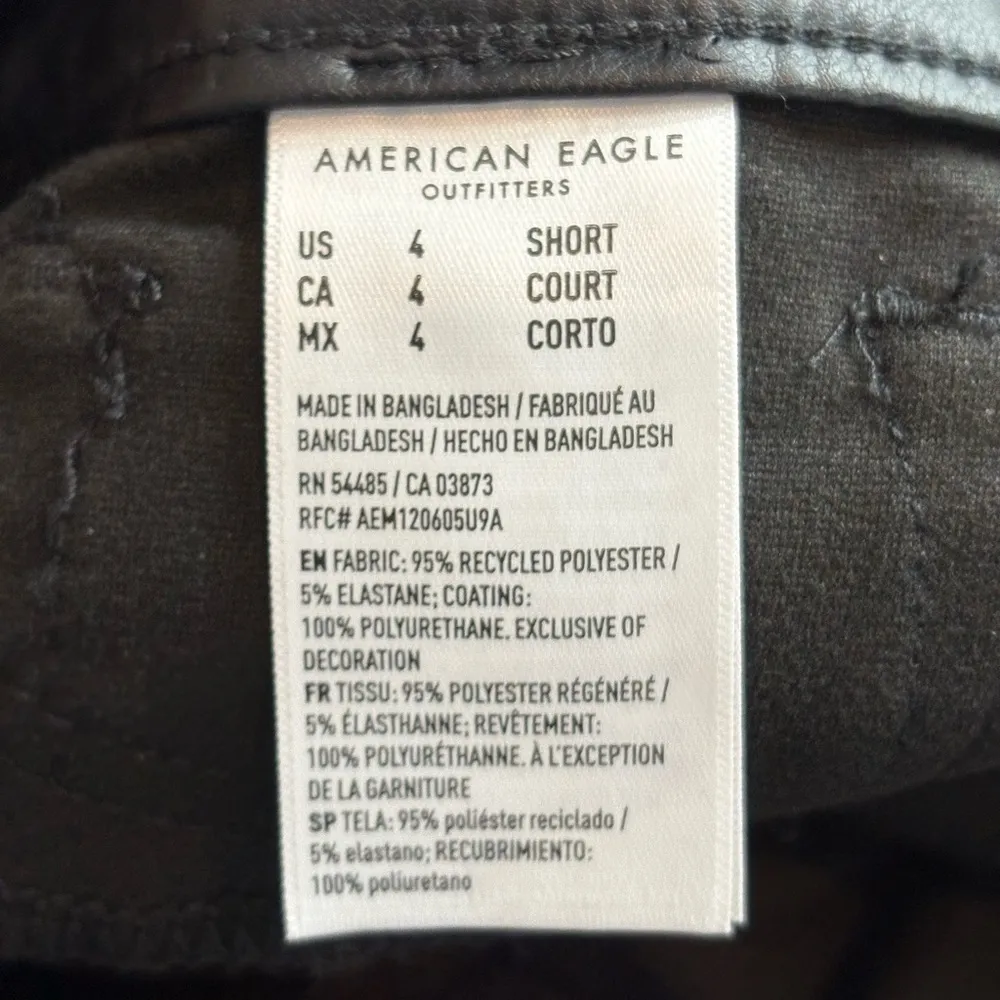 AMERICAN EAGLE
OUTFITTERS
US 4 SHORT
CA 4 COURT
MX 4 CORTO
MADE IN BANGLADESH / FABRIQUÉ AU
BANGLADESH / HECHO EN BANGLADESH
RN 54485 / CA 03873
RFC# AEM120605U9A
EN FABRIC: 95% RECYCLED POLYESTER /
5% ELASTANE; COATING:
100% POLYURETHANE. EXCLUSIVE OF
DECORATION
FR TISSU: 95% POLYESTER RÉGÉNÉRÉ /
5% ÉLASTHANNE; REVÊTEMENT:
100% POLYURÉTHANNE. À L'EXCEPTION
DE LA GARNITURE
SP TELA: 95% poliéster reciclado /
5% elastano; RECUBRIMIENTO:
100% poliuretano